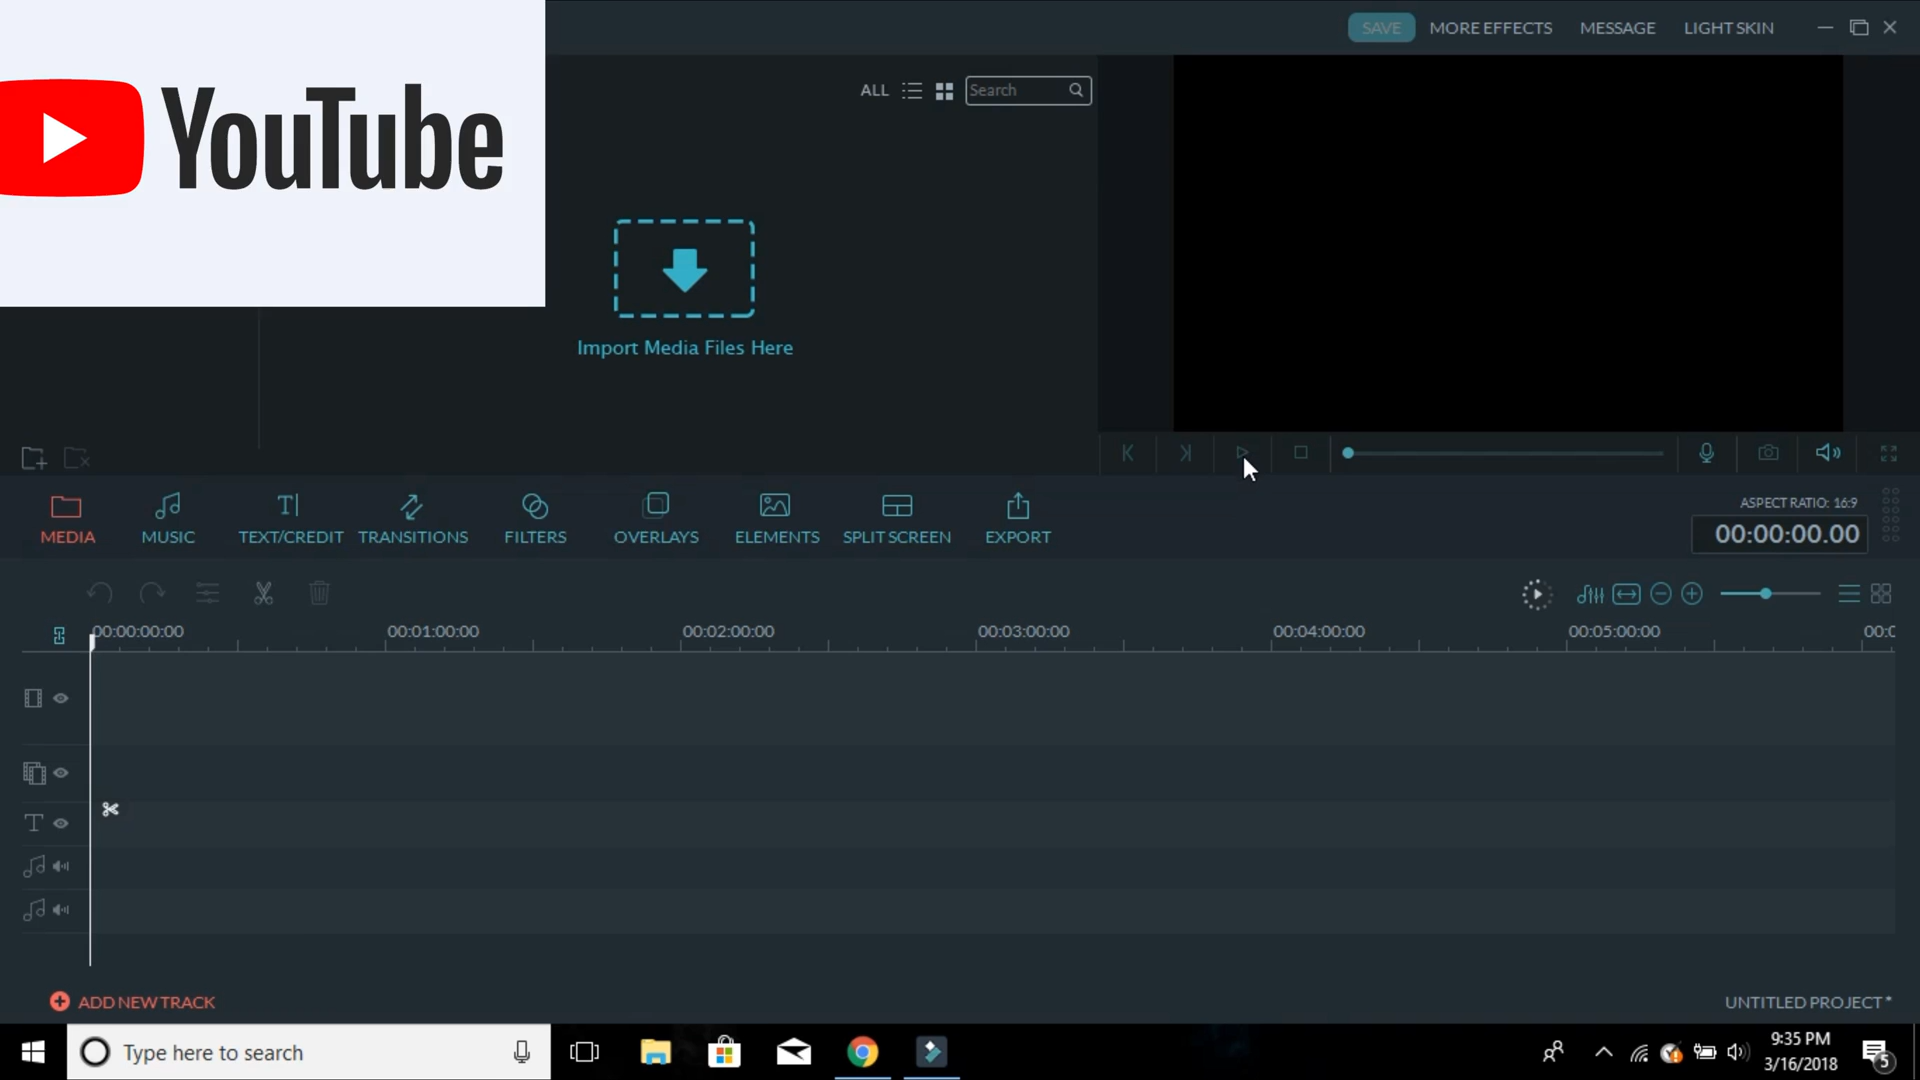 YouTube
SAVE MORE EFFECTS MESSAGE LIGHT SKIN
ALL Search
Import Media Files Here
MEDIA MUSIC TEXT/CREDIT TRANSITIONS FILTERS OVERLAYS ELEMENTS SPLIT SCREEN EXPORT
ASPECT RATIO: 16:9
00:00:00.00
00:00:00:00 00:01:00:00 00:02:00:00 00:03:00:00 00:04:00:00 00:05:00:00
ADD NEW TRACK
UNTITLED PROJECT*
Type here to search
9:35 PM
3/16/2018
5